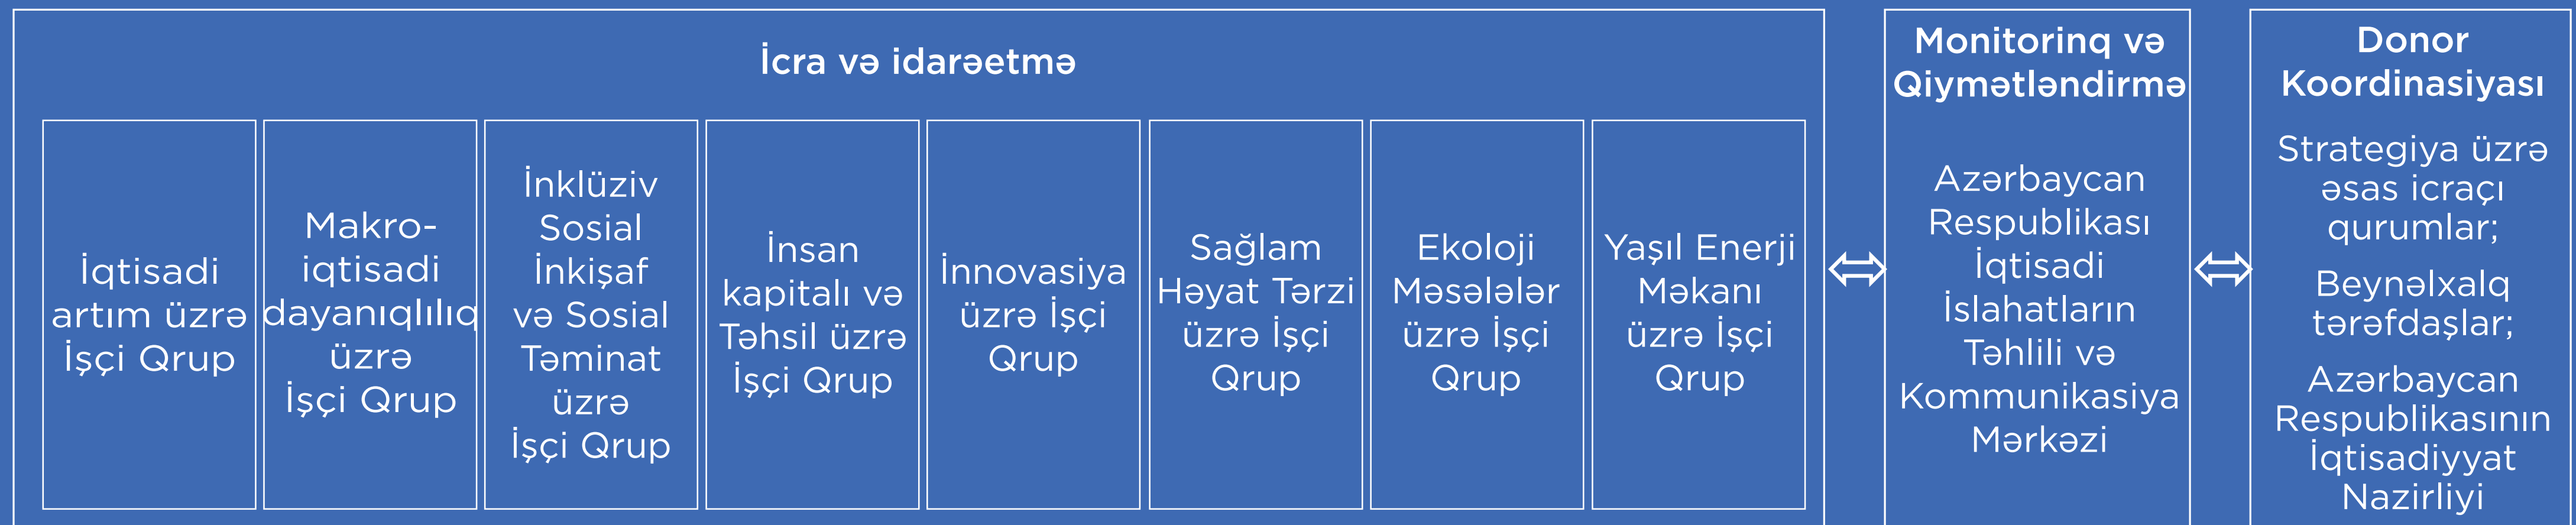 İcra və idarəetmə
İqtisadi
artım üzrə
İşçi Qrup
Makro-
iqtisadi
dayanıqlılıq
üzrə
İşçi Qrup
İnklüziv
Sosial
İnkişaf
və Sosial
Təminat
üzrə
İşçi Qrup
İnsan
kapitalı və
Təhsil üzrə
İşçi Qrup
İnnovasiya
üzrə İşçi
Qrup
Sağlam
Həyat Tərzi
üzrə İşçi
Qrup
Ekoloji
Məsələlər
üzrə İşçi
Qrup
Yaşıl Enerji
Məkanı
üzrə İşçi
Qrup
Monitorinq və
Qiymətləndirmə
Azərbaycan
Respublikası
İqtisadi
İslahatların
Təhlili və
Kommunikasiya
Mərkəzi
Donor
Koordinasiyası
Strategiya üzrə
əsas icraçı
qurumlar;
Beynəlxalq
tərəfdaşlar;
Azərbaycan
Respublikasının
İqtisadiyyat
Nazirliyi